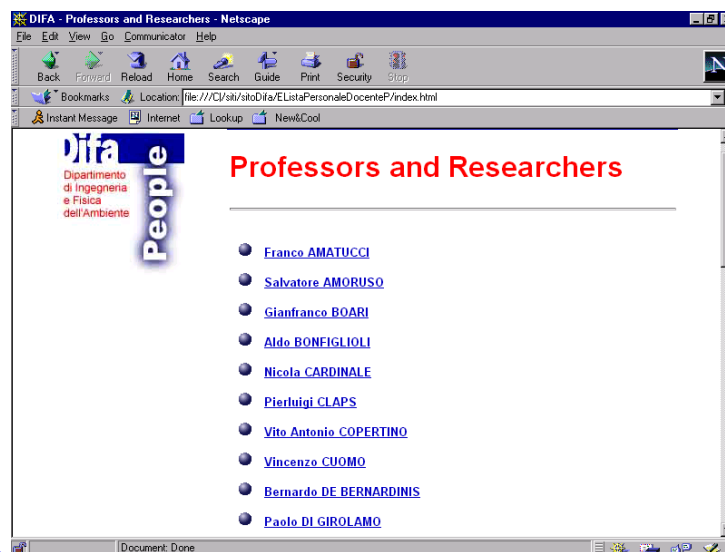 DIFA - Professors and Researchers - Netscape
File Edit View Go Communicator Help
Back Forward Reload Home Search Guide Print Security Stop
N
Bookmarks Location: file:///C|/siti/sitoDifa/EListaPersonaleDocenteP/index.html
Instant Message Internet Lookup New&Cool
Difa
Dipartimento
di Ingegneria
e Fisica
dell'Ambiente
People
Professors and Researchers
Franco AMATUCCI
Salvatore AMORUSO
Gianfranco BOARI
Aldo BONFIGLIOLI
Nicola CARDINALE
Pierluigi CLAPS
Vito Antonio COPERTINO
Vincenzo CUOMO
Bernardo DE BERNARDINIS
Paolo DI GIROLAMO
Document: Done